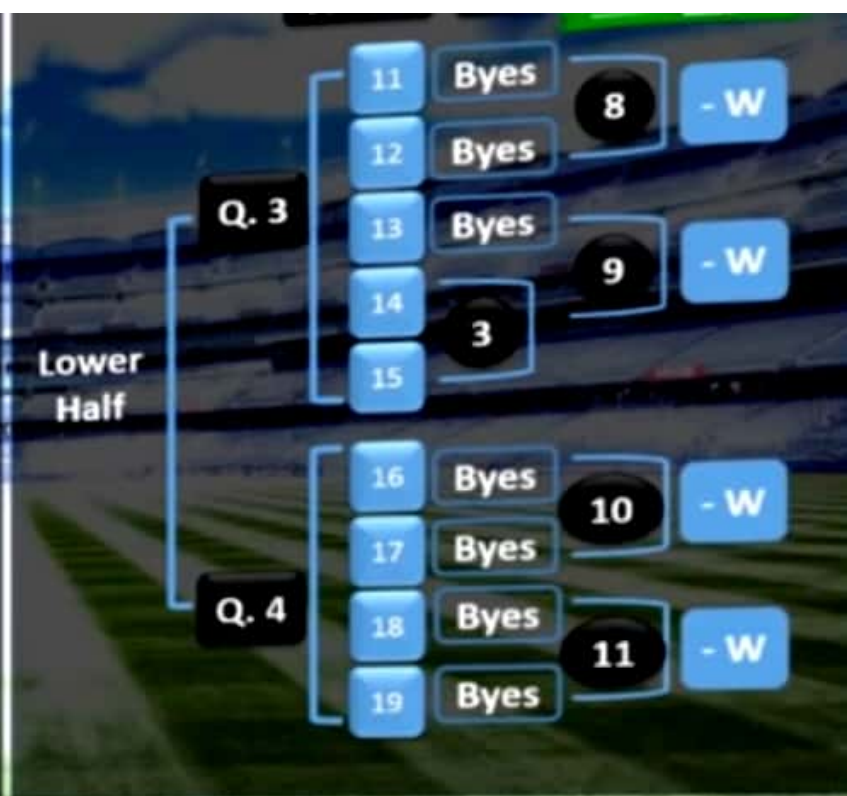 11 Byes
8 - W
12 Byes
Q. 3
13 Byes
9 - W
14
3
15
Lower
Half
16 Byes
10 - W
17 Byes
Q. 4
18 Byes
11 - W
19 Byes